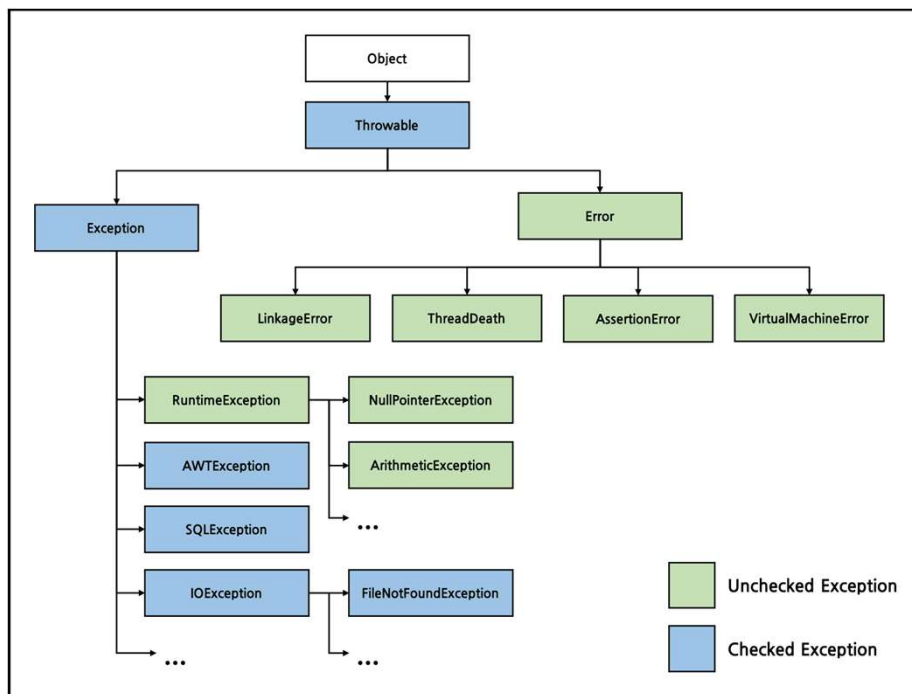 Object
Throwable
Exception
Error
LinkageError
ThreadDeath
AssertionError
VirtualMachineError
RuntimeException
NullPointerException
AWTException
ArithmeticException
SQLException
...
IOException
FileNotFoundException
...
...
Unchecked Exception
Checked Exception